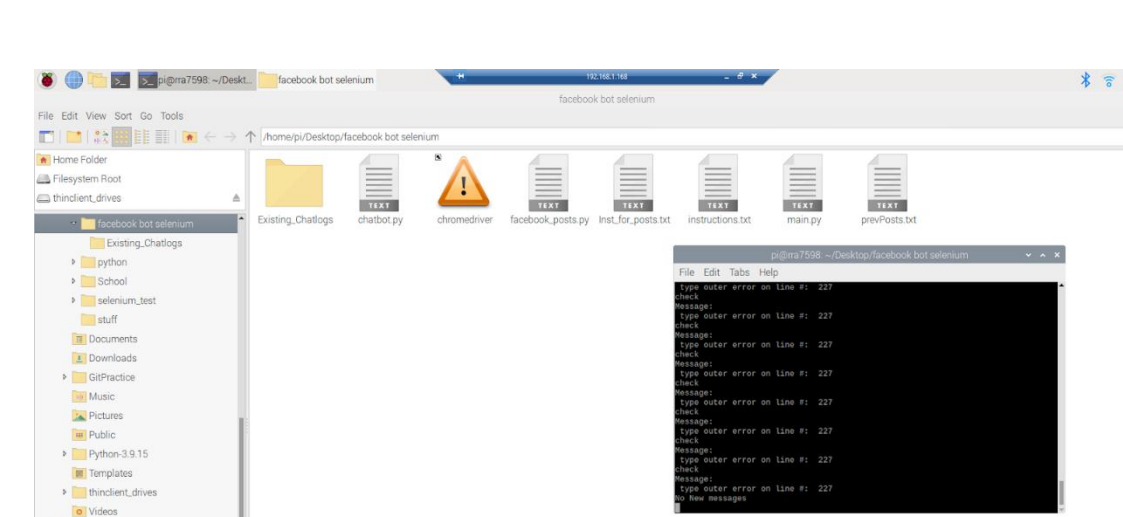 pi@rra7598: ~/Deskt... facebook bot selenium 192.168.1.168
facebook bot selenium
File Edit View Sort Go Tools
/home/pi/Desktop/facebook bot selenium
Home Folder
Filesystem Root
thinclient_drives
facebook bot selenium
Existing_Chatlogs
python
School
selenium_test
stuff
Documents
Downloads
GitPractice
Music
Pictures
Public
Python-3.9.15
Templates
thinclient_drives
Videos
TEXT TEXT TEXT TEXT TEXT TEXT
Existing_Chatlogs chatbot.py chromedriver facebook_posts.py Inst_for_posts.txt instructions.txt main.py prevPosts.txt
pi@rra7598: ~/Desktop/facebook bot selenium
File Edit Tabs Help
type outer error on line #: 227
check
Message:
type outer error on line #: 227
check
Message:
type outer error on line #: 227
check
Message:
type outer error on line #: 227
check
Message:
type outer error on line #: 227
check
Message:
type outer error on line #: 227
check
Message:
type outer error on line #: 227
check
Message:
type outer error on line #: 227
No New messages